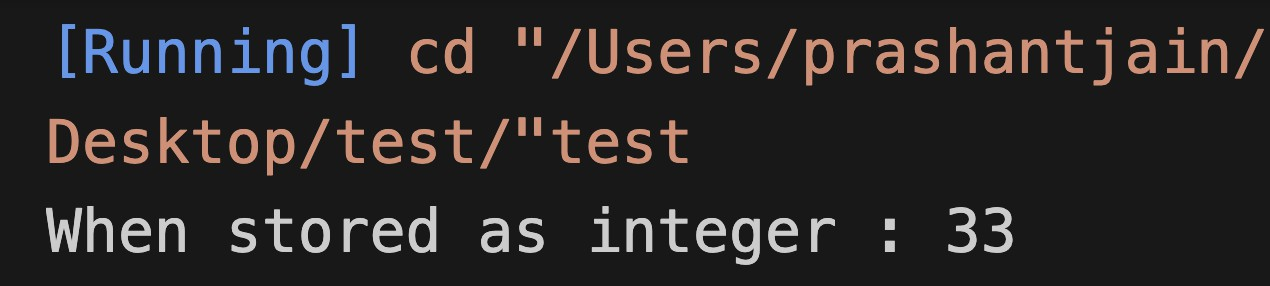 [Running] cd "/Users/prashantjain/
Desktop/test/"test
When stored as integer : 33